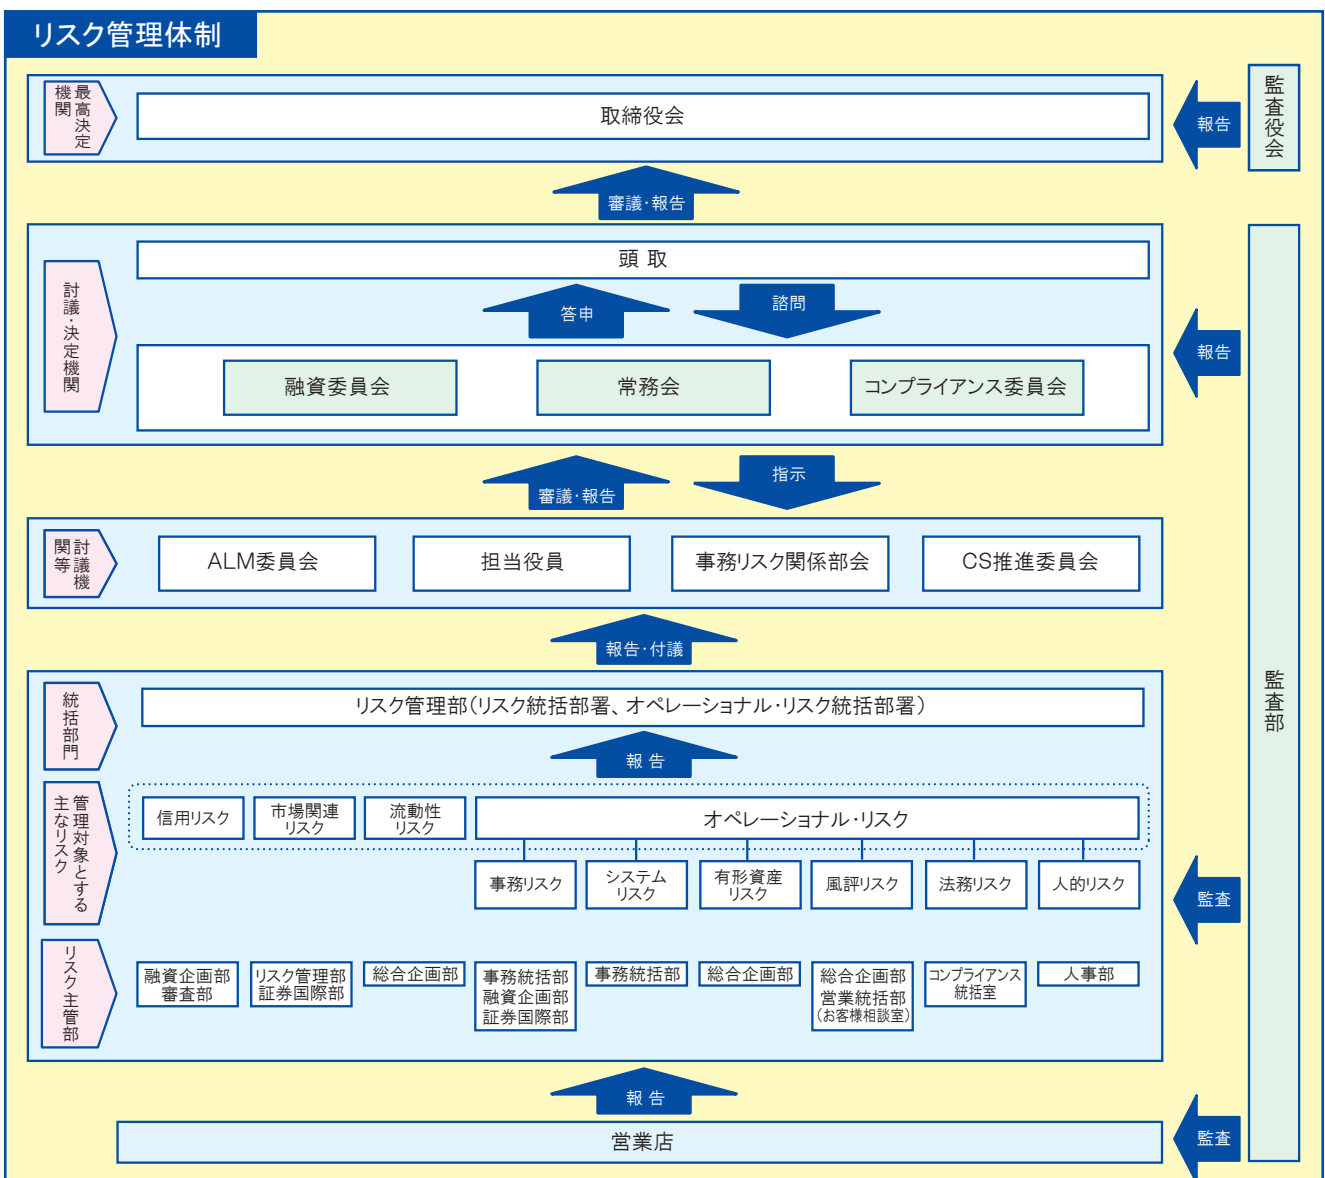 リスク管理体制
最高決定
機関
取締役会
報告
監査役会
審議・報告
討議・決定機関
頭 取
答申
諮問
融資委員会
常務会
コンプライアンス委員会
報告
監査部
審議・報告
指示
討議機
関等
ALM委員会
担当役員
事務リスク関係部会
CS推進委員会
報告・付議
統括部門
リスク管理部(リスク統括部署、オペレーショナル・リスク統括部署)
報 告
管理対象とする
主なリスク
信用リスク
市場関連
リスク
流動性
リスク
オペレーショナル・リスク
事務リスク
システム
リスク
有形資産
リスク
風評リスク
法務リスク
人的リスク
監査
リスク主管部
融資企画部
審査部
リスク管理部
証券国際部
総合企画部
事務統括部
融資企画部
証券国際部
事務統括部
総合企画部
総合企画部
営業統括部
(お客様相談室)
コンプライアンス
統括室
人事部
報 告
営業店
監査